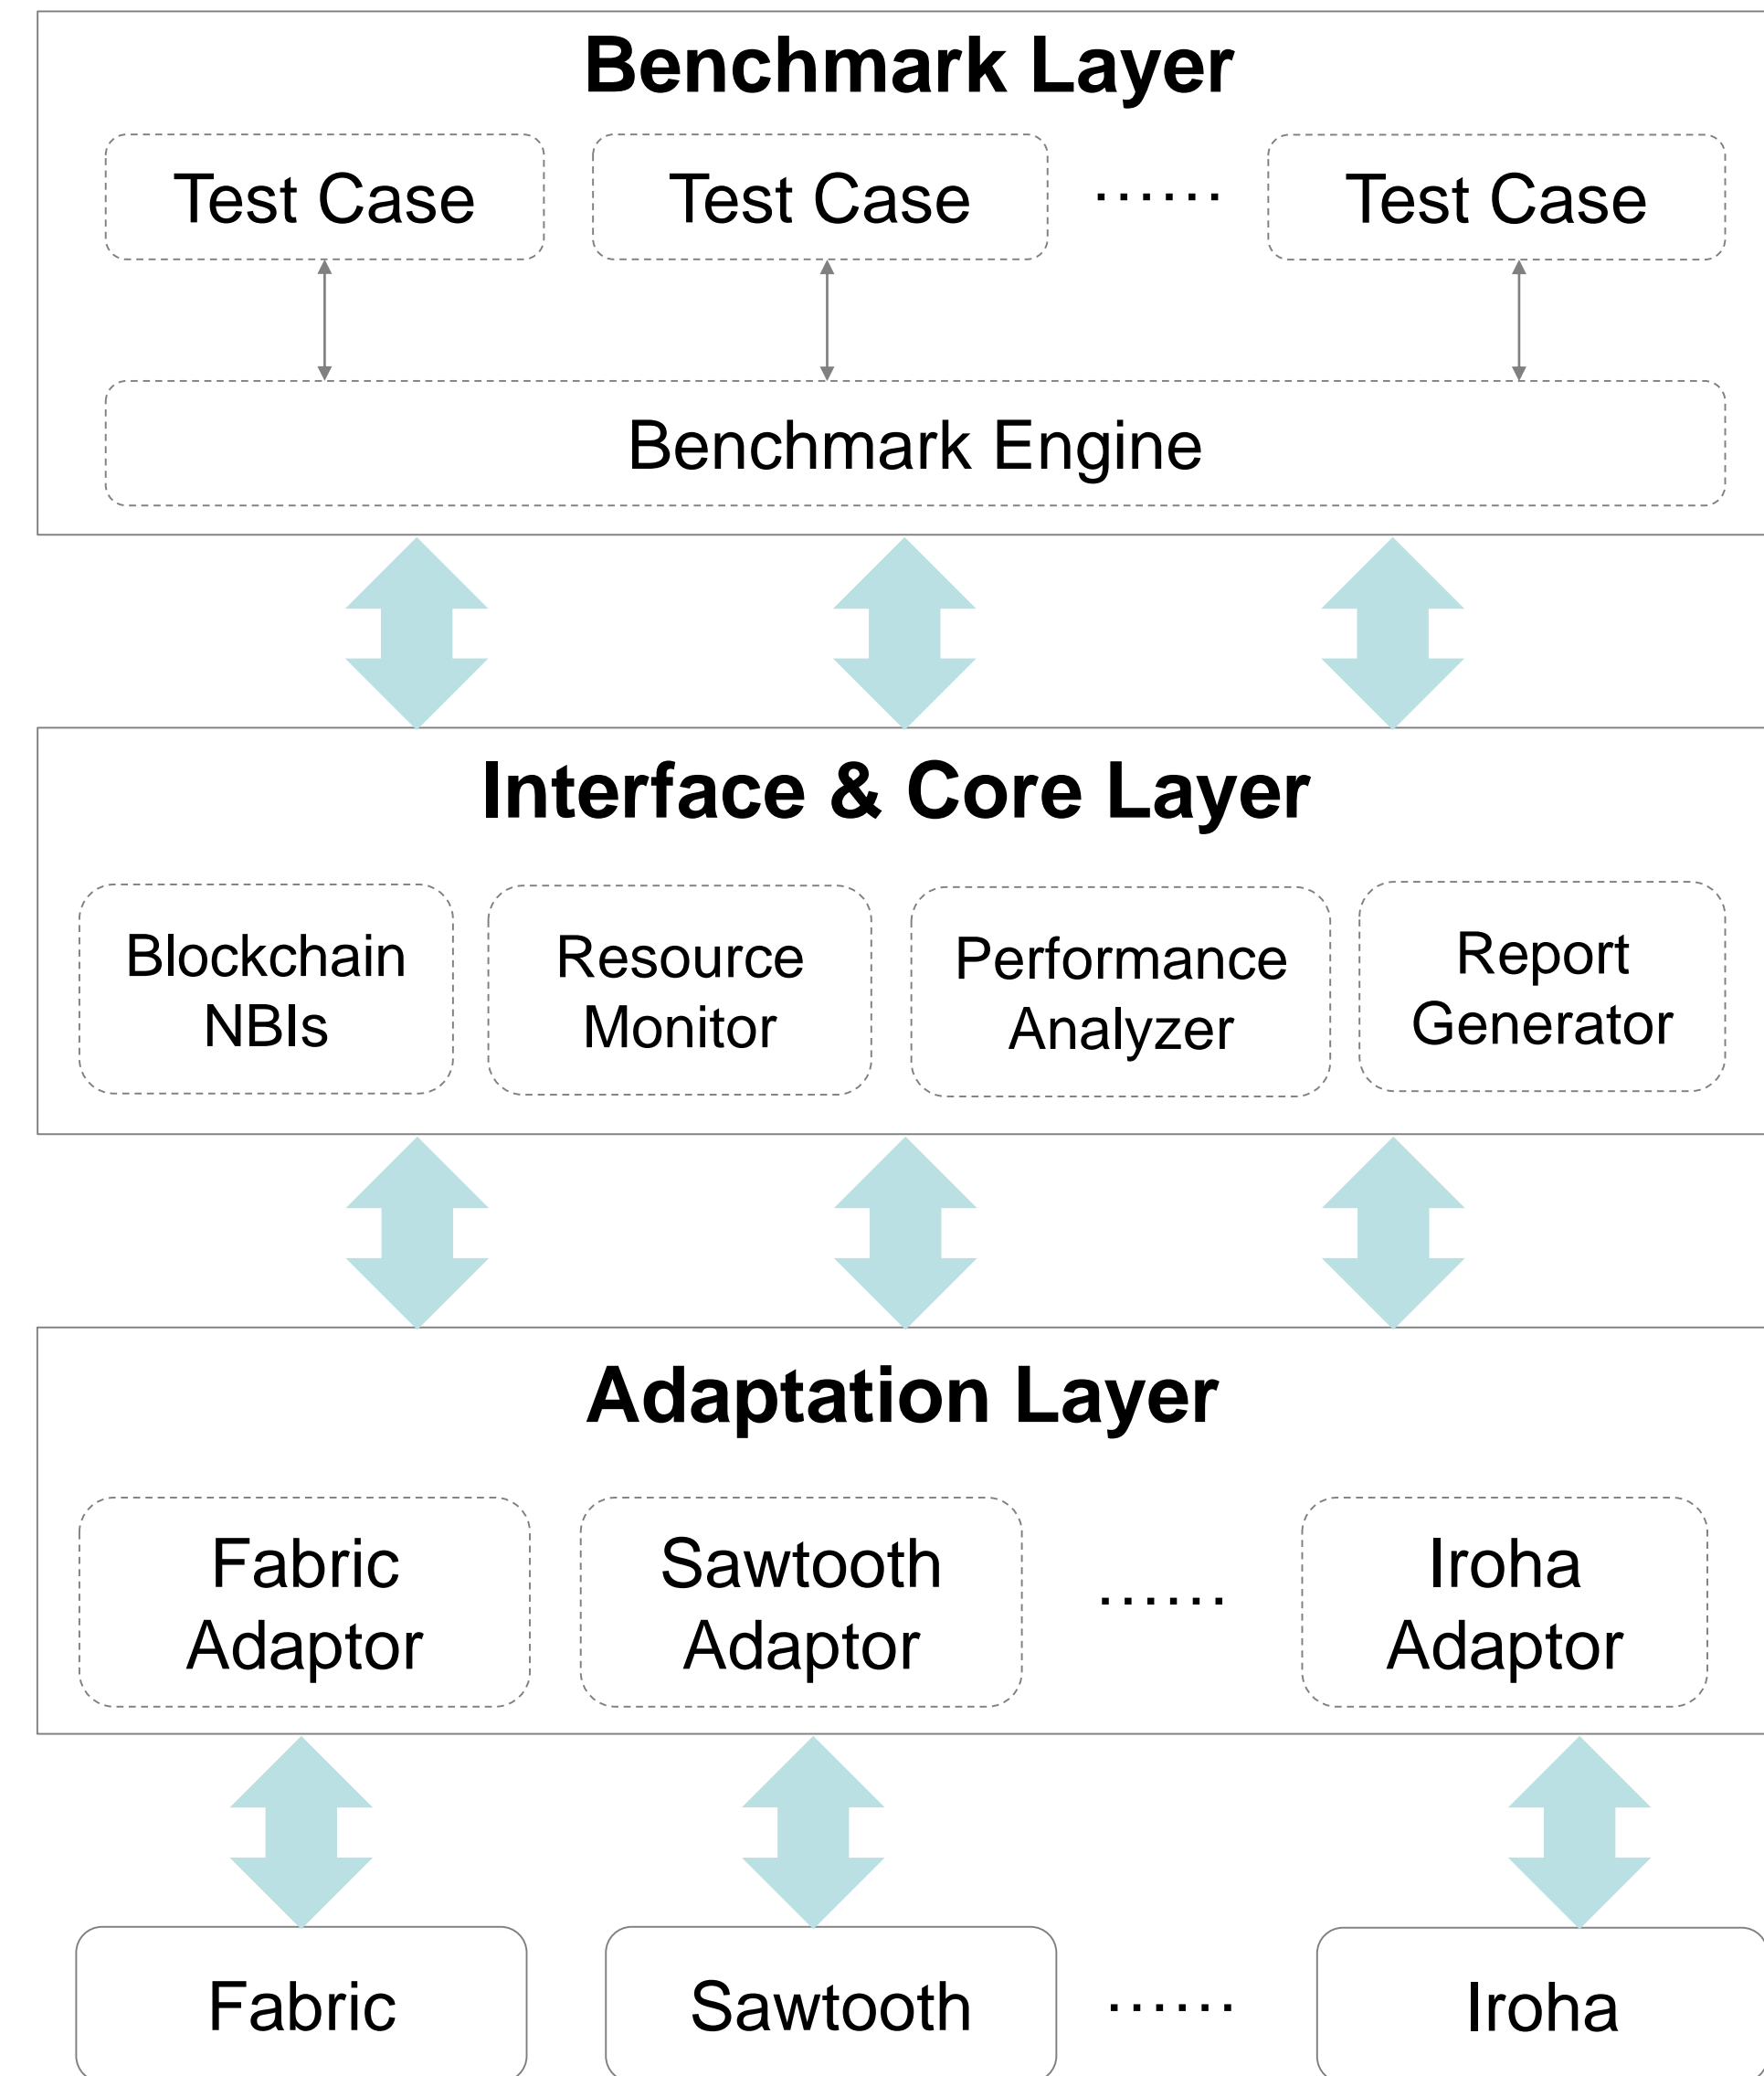 Benchmark Layer
Test Case Test Case ...... Test Case
Benchmark Engine
Interface & Core Layer
Blockchain
NBIs
Resource
Monitor
Performance
Analyzer
Report
Generator
Adaptation Layer
Fabric
Adaptor
Sawtooth
Adaptor
......
Iroha
Adaptor
Fabric Sawtooth ...... Iroha